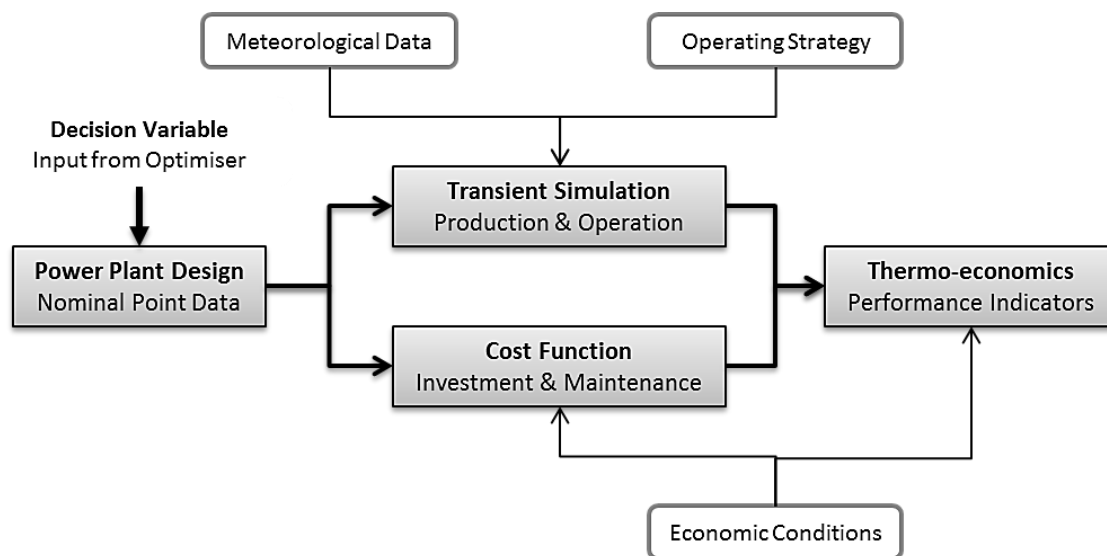 Meteorological Data
Operating Strategy
Decision Variable
Input from Optimiser
Transient Simulation
Production & Operation
Power Plant Design
Nominal Point Data
Thermo-economics
Performance Indicators
Cost Function
Investment & Maintenance
Economic Conditions